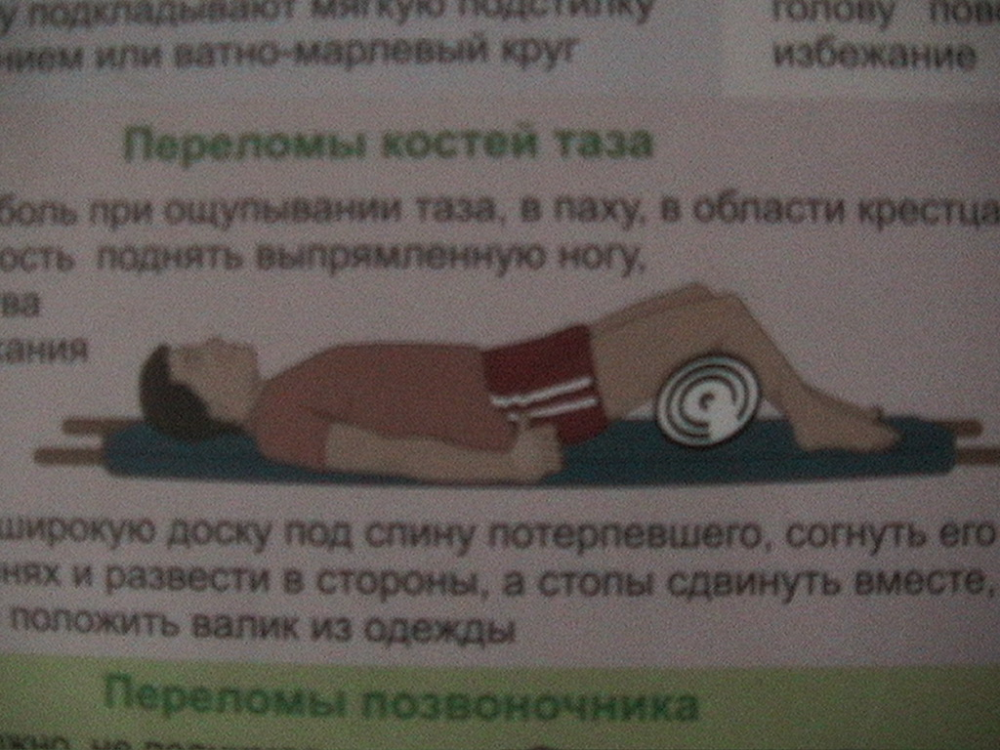 у подкладывают мягкую подстилку
нием или ватно-марлевый круг
голову пов
избежание
Переломы костей таза
боль при ощупывании таза, в паху, в области крестца
ость поднять выпрямленную ногу,
ва
кания
широкую доску под спину потерпевшего, согнуть его
нях и развести в стороны, а стопы сдвинуть вместе,
положить валик из одежды
Переломы позвоночника